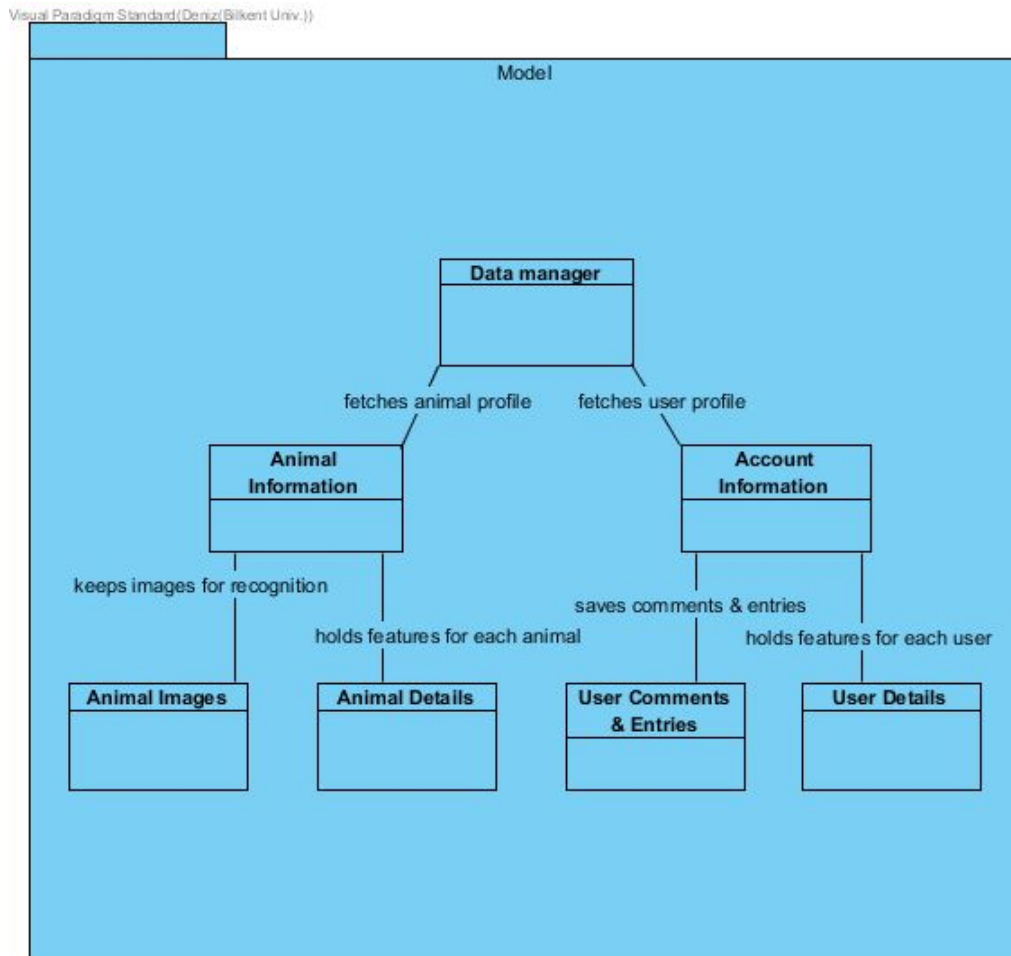 Visual Paradigm Standard(Deniz(Bilkent Univ.))
Model
Data manager
fetches animal profile
fetches user profile
Animal
Information
Account
Information
keeps images for recognition
saves comments & entries
holds features for each animal
holds features for each user
Animal Images
Animal Details
User Comments
& Entries
User Details